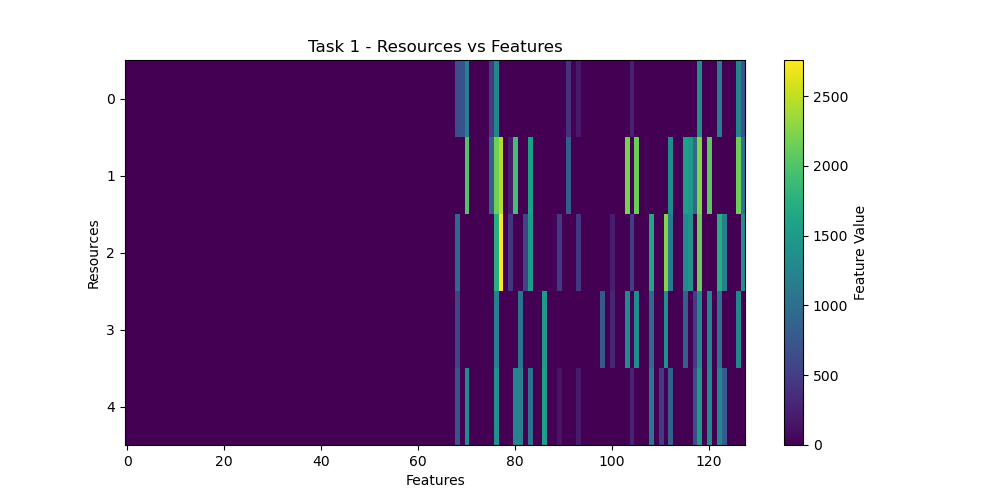 Task 1 - Resources vs Features
Resources
0
1
2
3
4
0 20 40 60 80 100 120
Features
2500
2000
1500
1000
500
0
Feature Value